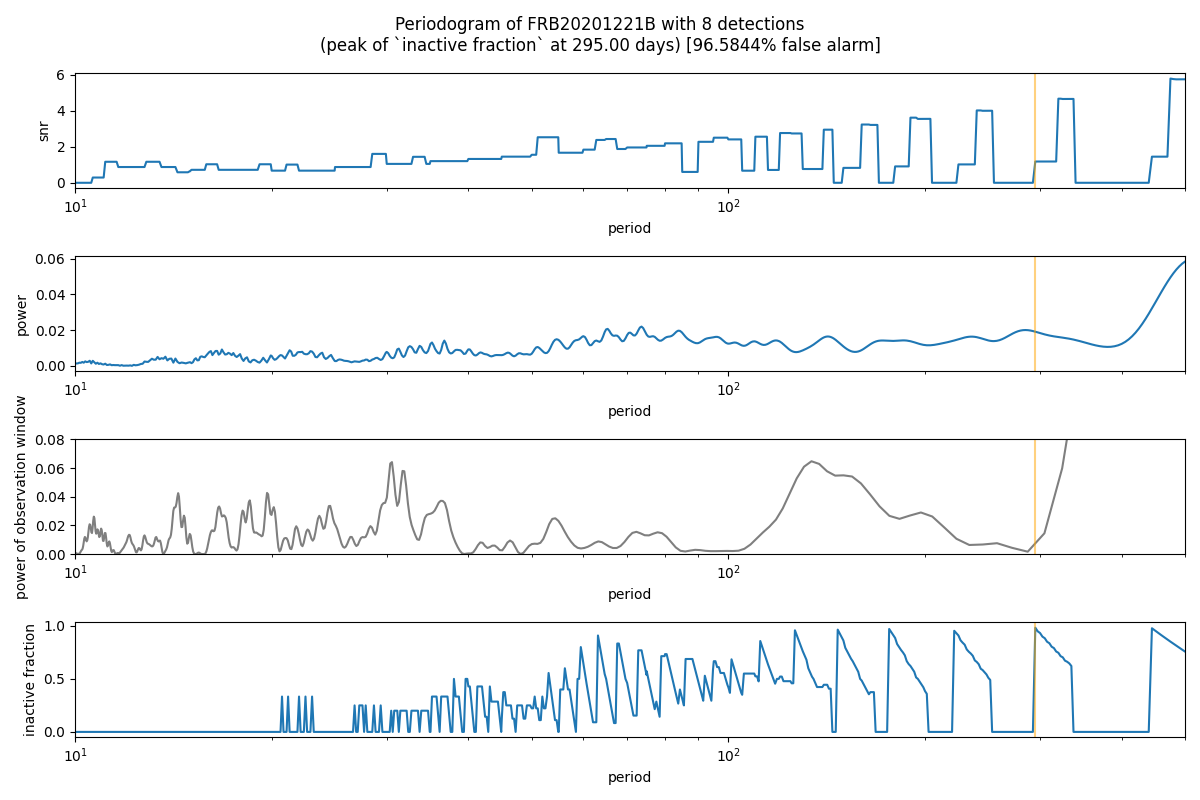 Periodogram of FRB20201221B with 8 detections
(peak of `inactive fraction` at 295.00 days) [96.5844% false alarm]
6
4
2
0
snr
10^1
10^2
period
0.06
0.04
0.02
0.00
power
10^1
10^2
period
0.08
0.06
0.04
0.02
0.00
power of observation window
10^1
10^2
period
1.0
0.5
0.0
inactive fraction
10^1
10^2
period